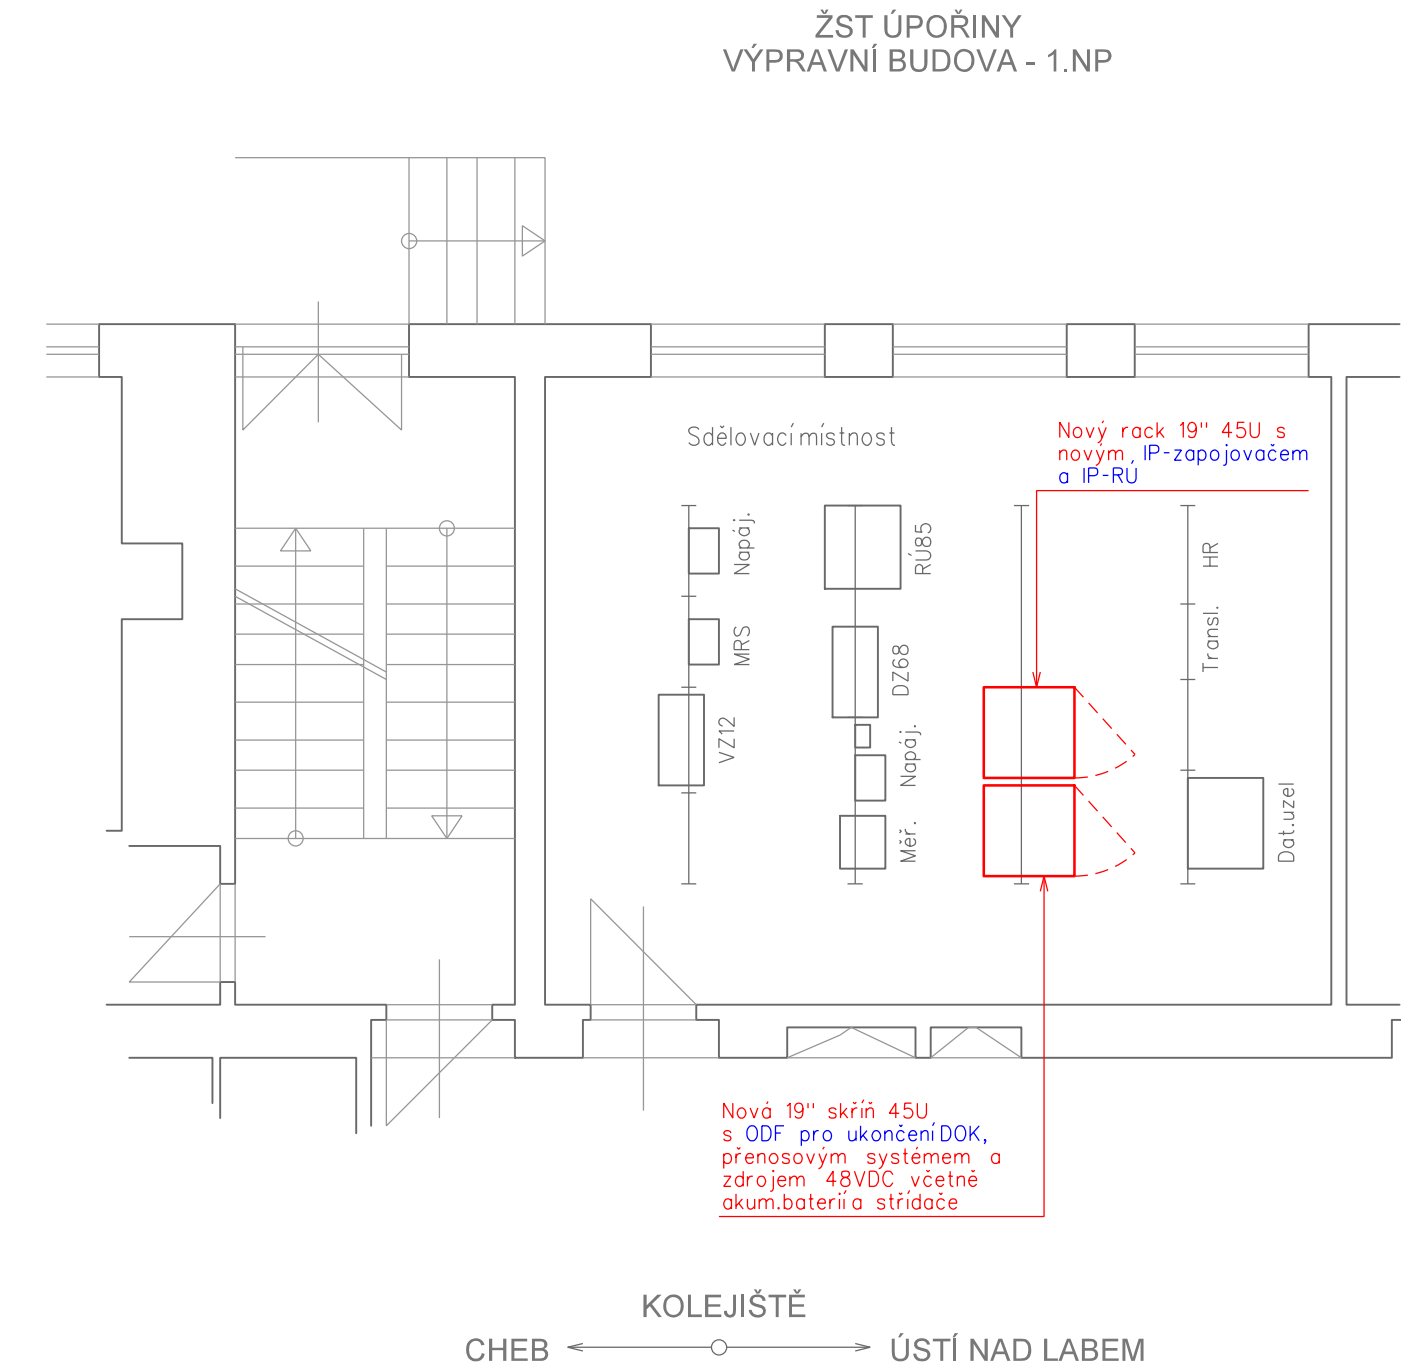 ŽST ÚPOŘINY
VÝPRAVNÍ BUDOVA - 1.NP
Sdělovací místnost
Nový rack 19" 45U s
novým IP-zapojovačem
a IP-RÚ
Napáj.
MRS
VZ12
RÚ85
DZ68
Napáj.
Měř.
HR
Transl.
Dat.uzel
Nová 19" skříň 45U
s ODF pro ukončení DOK,
přenosovým systémem a
zdrojem 48VDC včetně
akum.baterií a střídače
KOLEJIŠTĚ
CHEB
ÚSTÍ NAD LABEM